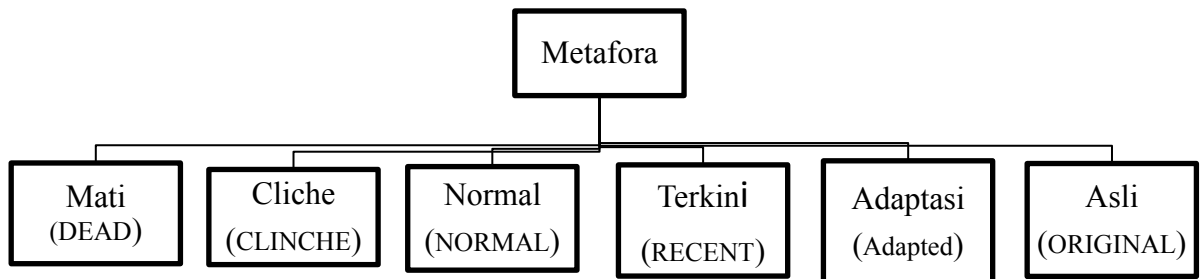 Metafora
Mati
(DEAD)
Cliche
(CLINCHE)
Normal
(NORMAL)
Terkini
(RECENT)
Adaptasi
(Adapted)
Asli
(ORIGINAL)